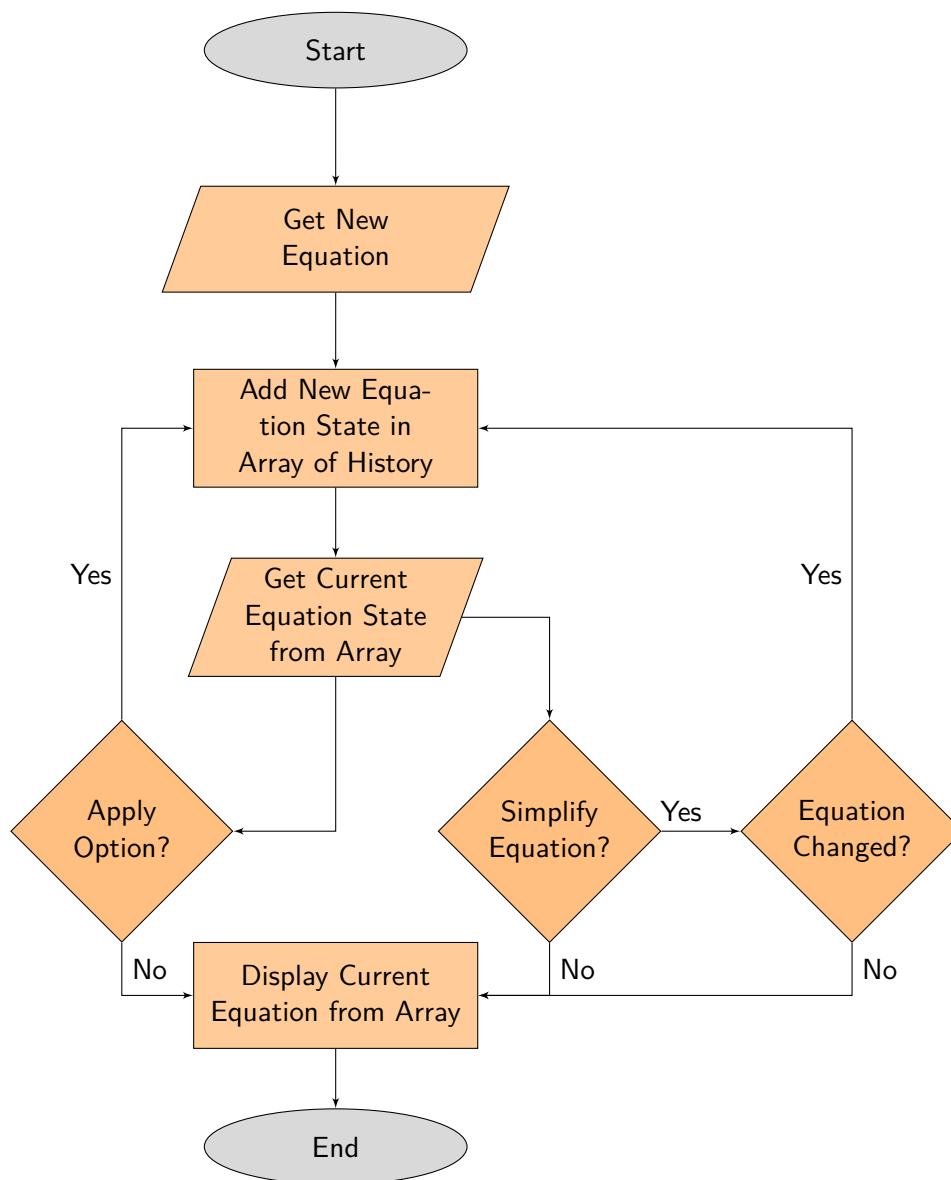 Start
Get New
Equation
Add New Equa-
tion State in
Array of History
Yes
Yes
Get Current
Equation State
from Array
Apply
Option?
Simplify
Equation?
Yes
Equation
Changed?
No
Display Current
Equation from Array
No
No
End